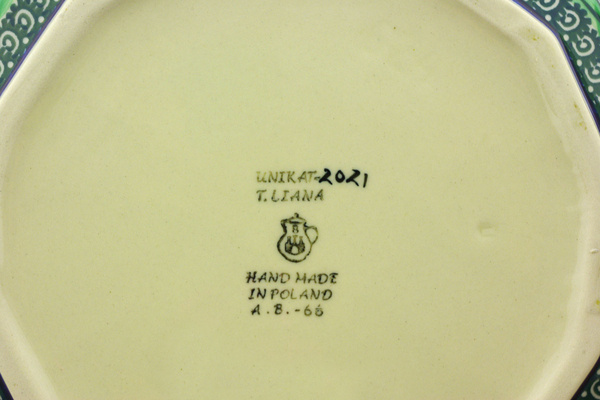 UNIKAT-2021
T. LIANA
HAND MADE
IN POLAND
A.B.-66